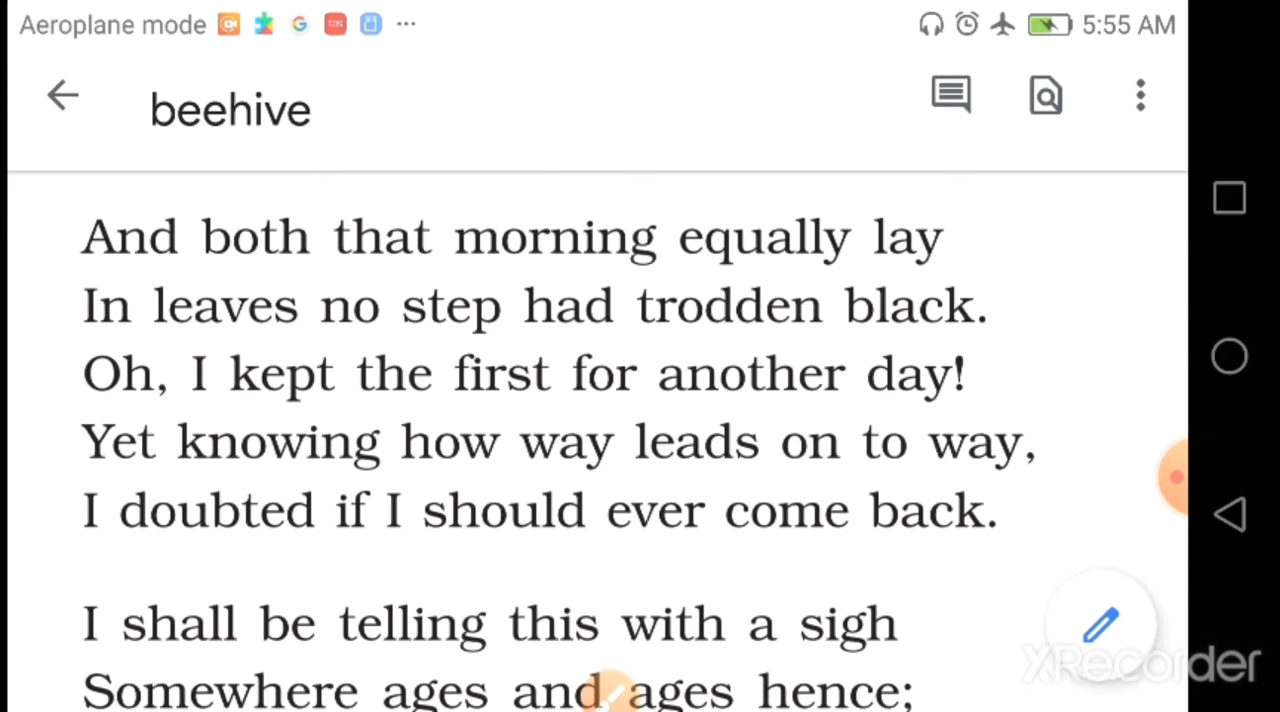 Aeroplane mode 5:55 AM
beehive
And both that morning equally lay
In leaves no step had trodden black.
Oh, I kept the first for another day!
Yet knowing how way leads on to way,
I doubted if I should ever come back.
I shall be telling this with a sigh
Somewhere ages and ages hence;
XRecorder